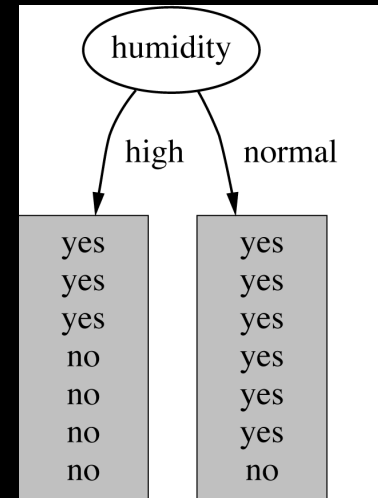 humidity
high normal
yes yes
yes yes
yes yes
no yes
no yes
no yes
no no